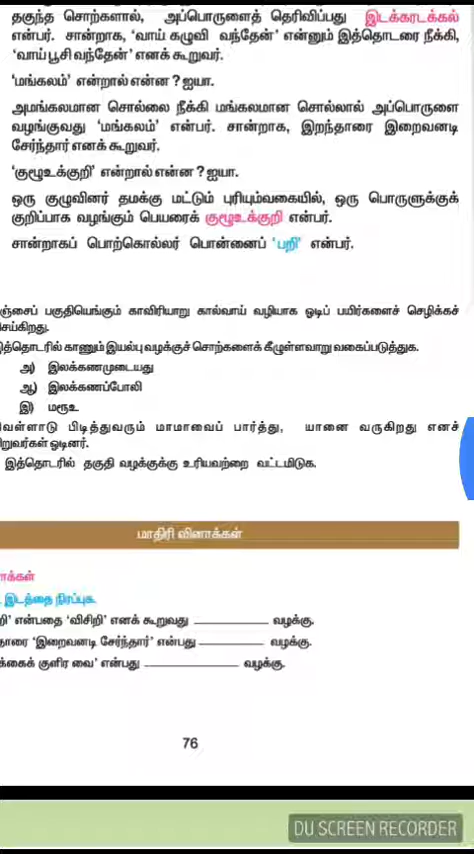 தகுந்த சொற்களால், அப்பொருளைத் தெரிவிப்பது இடக்கரடக்கல்
என்பர். சான்றாக, ‘வாய் கழுவி வந்தேன்’ என்னும் இத்தொடரை நீக்கி,
‘வாய் பூசி வந்தேன்’ எனக் கூறுவர்.
‘மங்கலம்’ என்றால் என்ன ? ஐயா.
அமங்கலமான சொல்லை நீக்கி மங்கலமான சொல்லால் அப்பொருளை
வழங்குவது ‘மங்கலம்’ என்பர். சான்றாக, இறந்தாரை இறைவனடி
சேர்ந்தார் எனக் கூறுவர்.
‘குழூஉக்குறி’ என்றால் என்ன ? ஐயா.
ஒரு குழுவினர் தமக்கு மட்டும் புரியும்வகையில், ஒரு பொருளுக்குக்
குறிப்பாக வழங்கும் பெயரைக் குழூஉக்குறி என்பர்.
சான்றாகப் பொற்கொல்லர் பொன்னைப் ‘பறி’ என்பர்.
ஞ்சைப் பகுதியெங்கும் காவிரியாறு கால்வாய் வழியாக ஓடிப் பயிர்களைச் செழிக்கச்
செய்கிறது.
இத்தொடரில் காணும் இயல்பு வழக்குச் சொற்களைக் கீழுள்ளவாறு வகைப்படுத்துக.
அ) இலக்கணமுடையது
ஆ) இலக்கணப்போலி
இ) மரூஉ
வெள்ளாடு பிடித்துவரும் மாமாவைப் பார்த்து, யானை வருகிறது எனச்
சிறுவர்கள் ஓடினர்.
இத்தொடரில் தகுதி வழக்குக்கு உரியவற்றை வட்டமிடுக.
மாதிரி வினாக்கள்
ாக்கள்
இடத்தை நிரப்புக.
றி’ என்பதை ‘விசிறி’ எனக் கூறுவது __________ வழக்கு.
தாரை ‘இறைவனடி சேர்ந்தார்’ என்பது __________ வழக்கு.
க்கைக் குளிர வை’ என்பது __________ வழக்கு.
76
DU SCREEN RECORDER